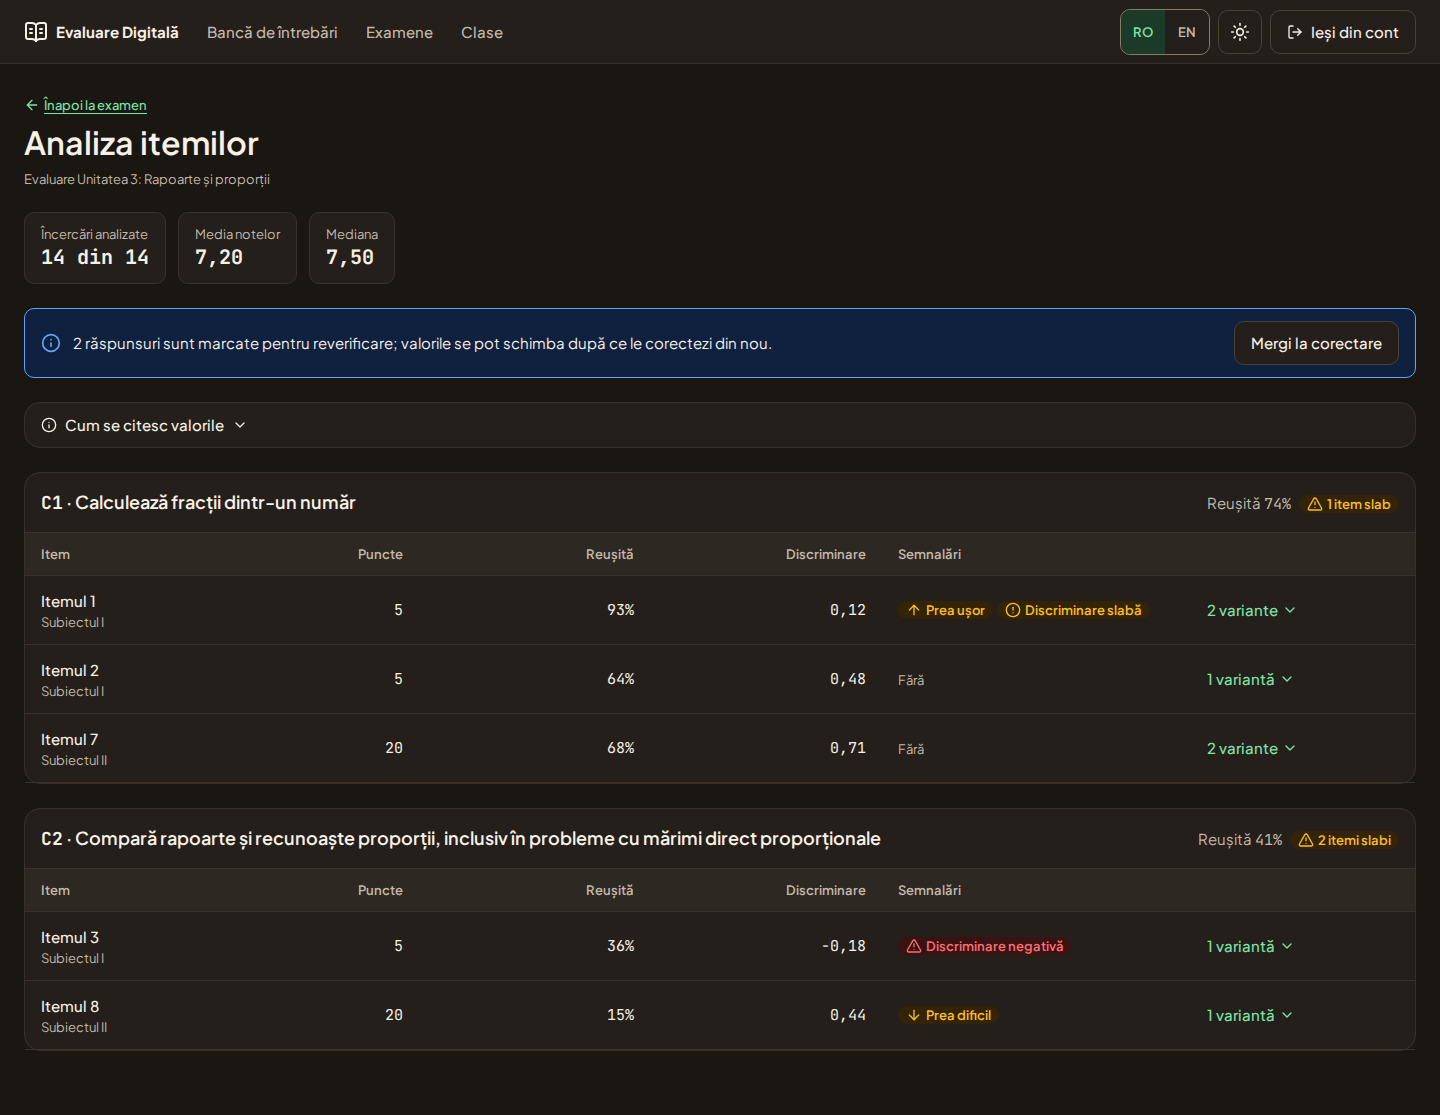 Evaluare Digitală Bancă de întrebări Examene Clase RO EN Ieși din cont
Înapoi la examen
Analiza itemilor
Evaluare Unitatea 3: Rapoarte și proporții
Încercări analizate Media notelor Mediana
14 din 14 7,20 7,50
2 răspunsuri sunt marcate pentru reverificare; valorile se pot schimba după ce le corectezi din nou. Mergi la corectare
Cum se citesc valorile
C1 · Calculează fracții dintr-un număr Reușită 74% 1 item slab
Item Puncte Reușită Discriminare Semnalări
Itemul 1 5 93% 0,12 Prea ușor Discriminare slabă 2 variante
Subiectul I
Itemul 2 5 64% 0,48 Fără 1 variantă
Subiectul I
Itemul 7 20 68% 0,71 Fără 2 variante
Subiectul II
C2 · Compară rapoarte și recunoaște proporții, inclusiv în probleme cu mărimi direct proporționale Reușită 41% 2 itemi slabi
Item Puncte Reușită Discriminare Semnalări
Itemul 3 5 36% -0,18 Discriminare negativă 1 variantă
Subiectul I
Itemul 8 20 15% 0,44 Prea dificil 1 variantă
Subiectul II